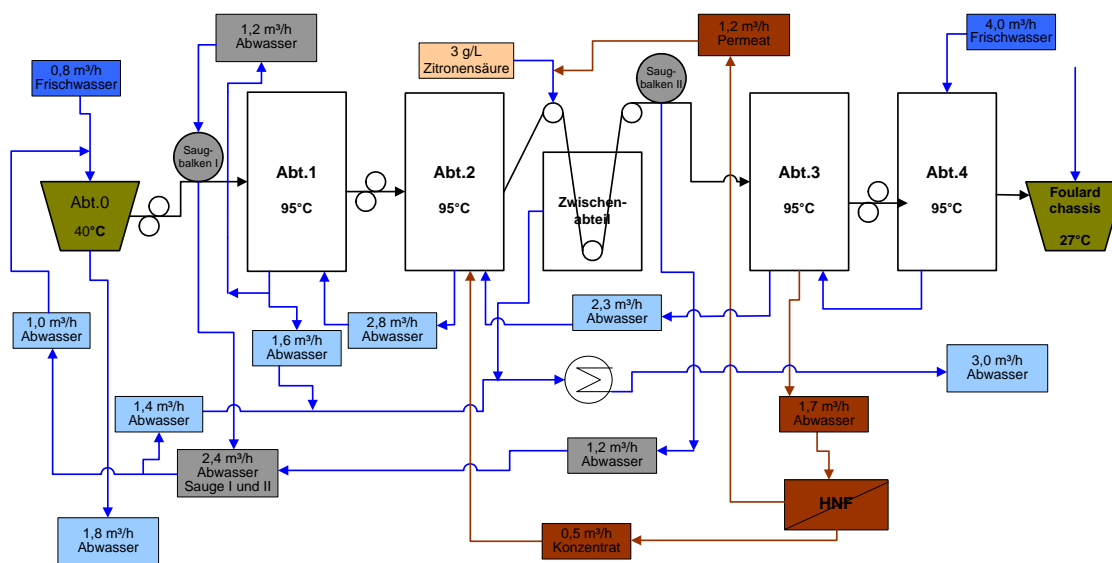 1,2 m³/h
Abwasser
0,8 m³/h
Frischwasser
3 g/L
Zitronensäure
1,2 m³/h
Permeat
4,0 m³/h
Frischwasser
Saug-
balken II
Saug-
balken I
Abt.0
40°C
Abt.1
95°C
Abt.2
95°C
Zwischen-
abteil
Abt.3
95°C
Abt.4
95°C
Foulard
chassis
27°C
1,0 m³/h
Abwasser
1,6 m³/h
Abwasser
2,8 m³/h
Abwasser
2,3 m³/h
Abwasser
3,0 m³/h
Abwasser
1,4 m³/h
Abwasser
1,7 m³/h
Abwasser
2,4 m³/h
Abwasser
Sauge I und II
1,2 m³/h
Abwasser
HNF
1,8 m³/h
Abwasser
0,5 m³/h
Konzentrat